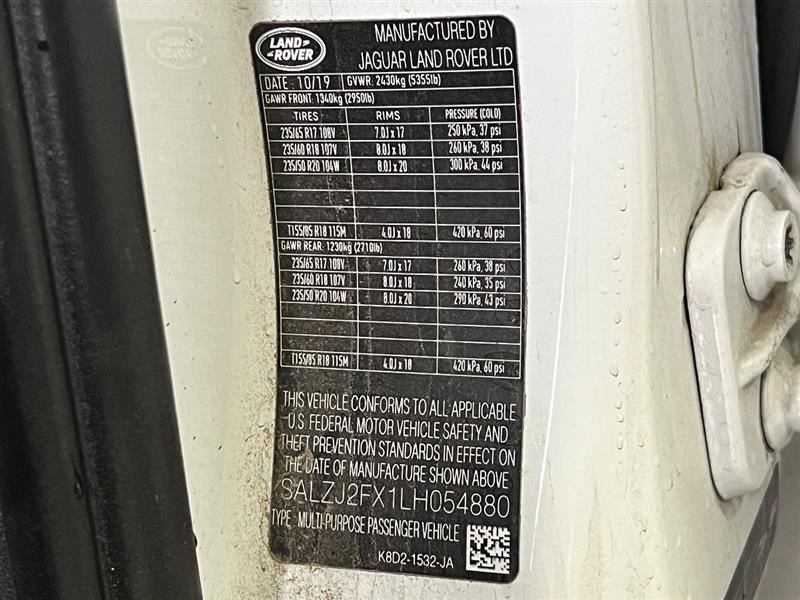 LAND
ROVER
MANUFACTURED BY
JAGUAR LAND ROVER LTD
DATE : 10/19 GVWR: 2430kg (5355lb)
GAWR FRONT: 1340kg (2950lb)
TIRES RIMS PRESSURE (COLD)
235/65 R17 108V 7.0J x 17 250 kPa, 37 psi
235/60 R18 107V 8.0J x 18 260 kPa, 38 psi
235/50 R20 104W 8.0J x 20 300 kPa, 44 psi
T155/85 R18 115M 4.0J x 18 420 kPa, 60 psi
GAWR REAR: 1230kg (2710lb)
235/65 R17 108V 7.0J x 17 260 kPa, 38 psi
235/60 R18 107V 8.0J x 18 240 kPa, 35 psi
235/50 R20 104W 8.0J x 20 290 kPa, 43 psi
T155/85 R18 115M 4.0J x 18 420 kPa, 60 psi
THIS VEHICLE CONFORMS TO ALL APPLICABLE
U.S. FEDERAL MOTOR VEHICLE SAFETY AND
THEFT PREVENTION STANDARDS IN EFFECT ON
THE DATE OF MANUFACTURE SHOWN ABOVE.
SALZJ2FX1LH054880
TYPE : MULTI-PURPOSE PASSENGER VEHICLE
K8D2-1532-JA